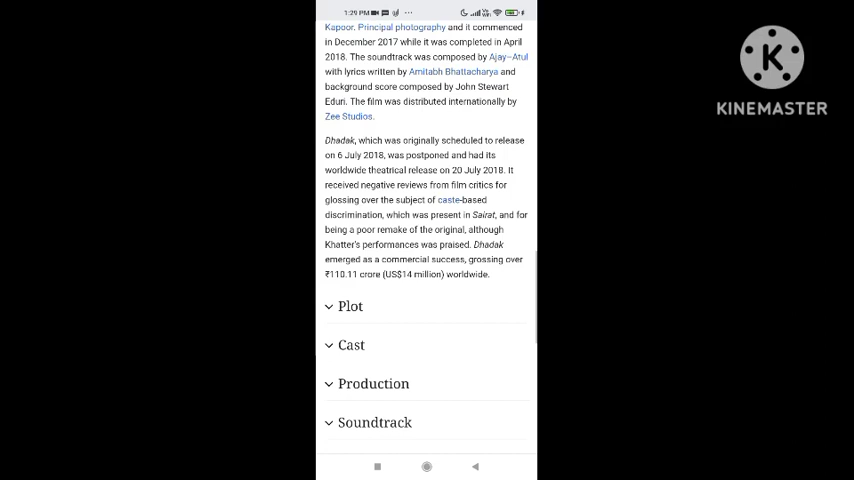 1:29 PM
Kapoor. Principal photography and it commenced
in December 2017 while it was completed in April
2018. The soundtrack was composed by Ajay–Atul
with lyrics written by Amitabh Bhattacharya and
background score composed by John Stewart
Eduri. The film was distributed internationally by
Zee Studios.
Dhadak, which was originally scheduled to release
on 6 July 2018, was postponed and had its
worldwide theatrical release on 20 July 2018. It
received negative reviews from film critics for
glossing over the subject of caste-based
discrimination, which was present in Sairat, and for
being a poor remake of the original, although
Khatter's performances was praised. Dhadak
emerged as a commercial success, grossing over
₹110.11 crore (US$14 million) worldwide.
Plot
Cast
Production
Soundtrack
K
KINEMASTER